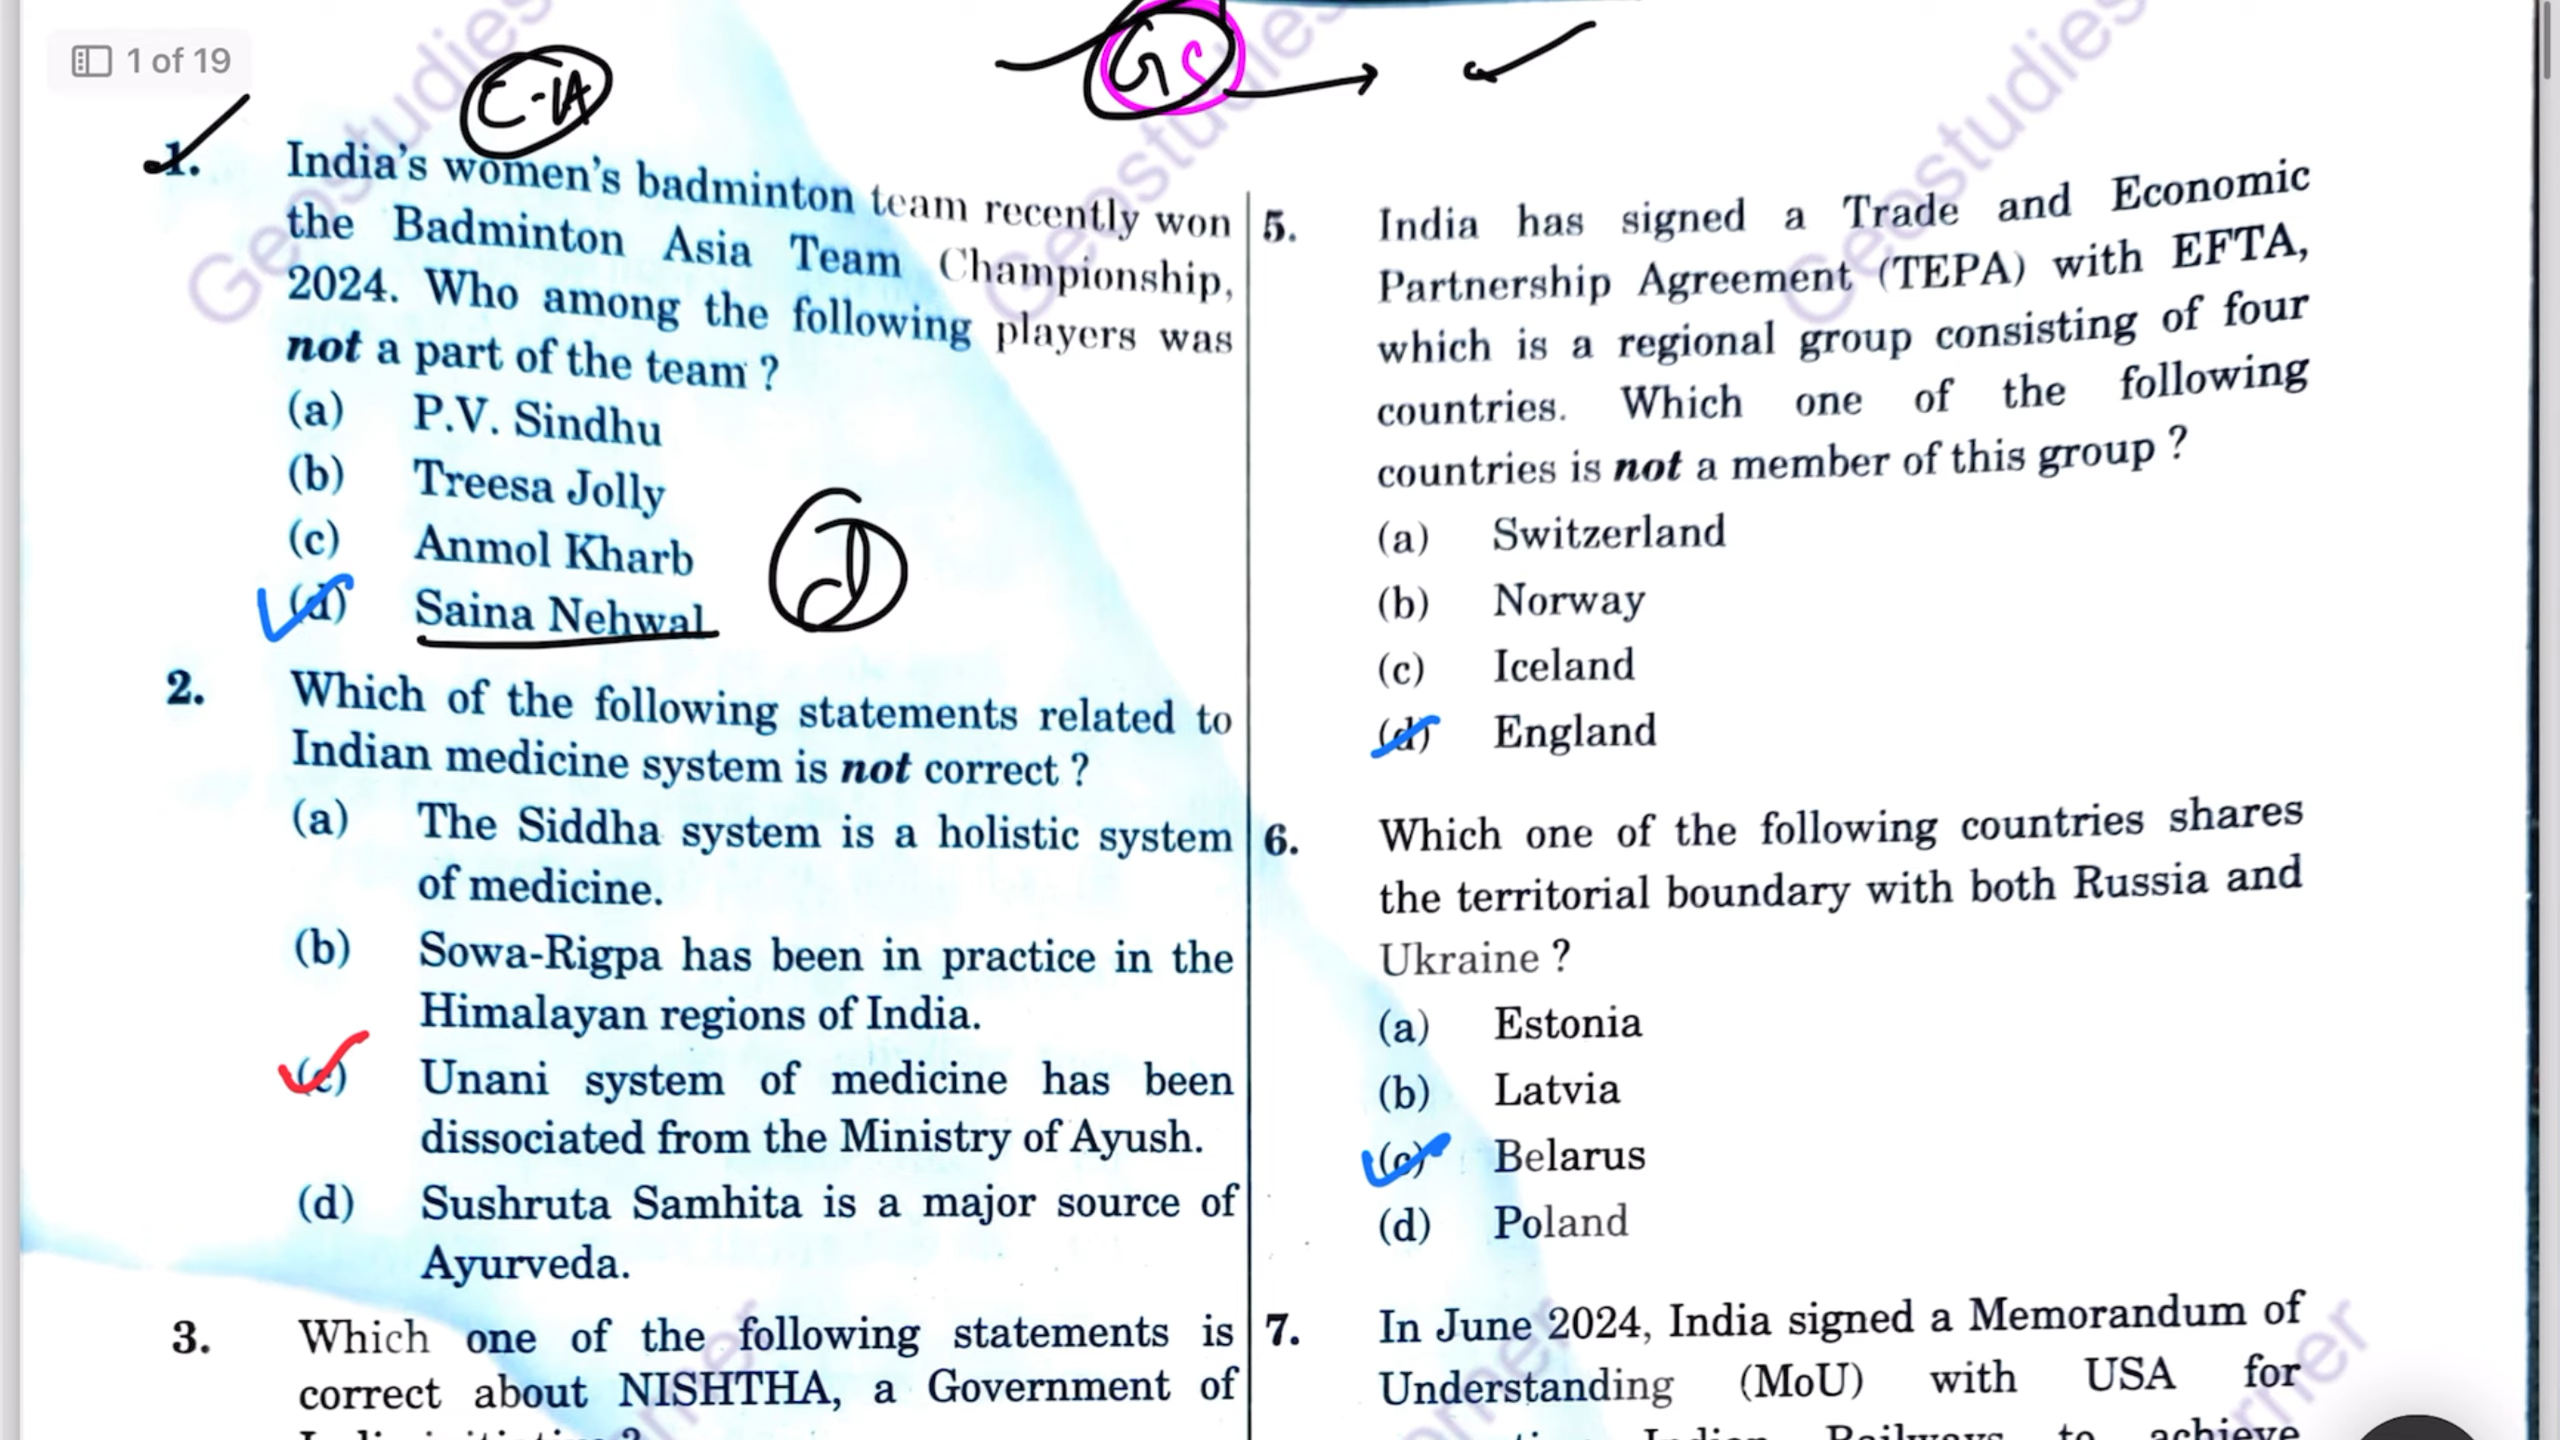 1 of 19
C-A
GS
1. India's women's badminton team recently won
the Badminton Asia Team Championship,
2024. Who among the following players was
not a part of the team ?
(a) P.V. Sindhu
(b) Treesa Jolly
(c) Anmol Kharb
(d) Saina Nehwal
d
2. Which of the following statements related to
Indian medicine system is not correct ?
(a) The Siddha system is a holistic system
of medicine.
(b) Sowa-Rigpa has been in practice in the
Himalayan regions of India.
(c) Unani system of medicine has been
dissociated from the Ministry of Ayush.
(d) Sushruta Samhita is a major source of
Ayurveda.
3. Which one of the following statements is
correct about NISHTHA, a Government of
5. India has signed a Trade and Economic
Partnership Agreement (TEPA) with EFTA,
which is a regional group consisting of four
countries. Which one of the following
countries is not a member of this group ?
(a) Switzerland
(b) Norway
(c) Iceland
(d) England
6. Which one of the following countries shares
the territorial boundary with both Russia and
Ukraine ?
(a) Estonia
(b) Latvia
(c) Belarus
(d) Poland
7. In June 2024, India signed a Memorandum of
Understanding (MoU) with USA for
Indian Railways to achieve
Geostudies
Geostudies
Geostudies